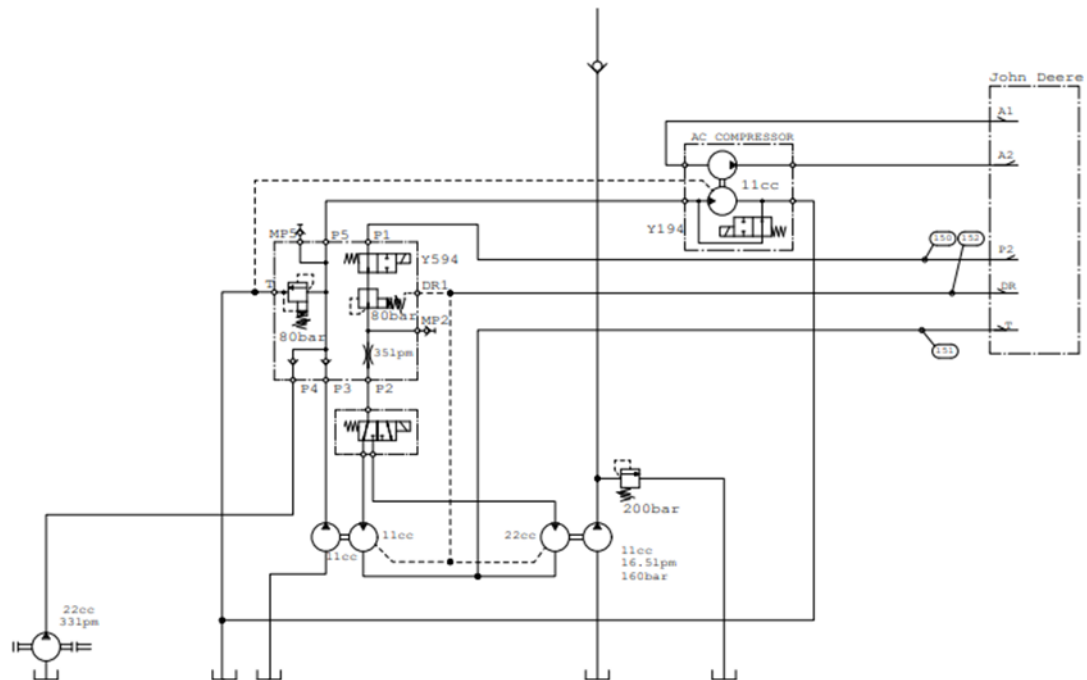 John Deere
A1
AC COMPRESSOR
A2
11cc
Y194
MP5
P5
P1
150
152
P2
Y594
T
DR1
DR
80bar
MP2
T
80bar
35lpm
151
P4
P3
P2
200bar
11cc
22cc
11cc
11cc
16.5lpm
160bar
22cc
33lpm